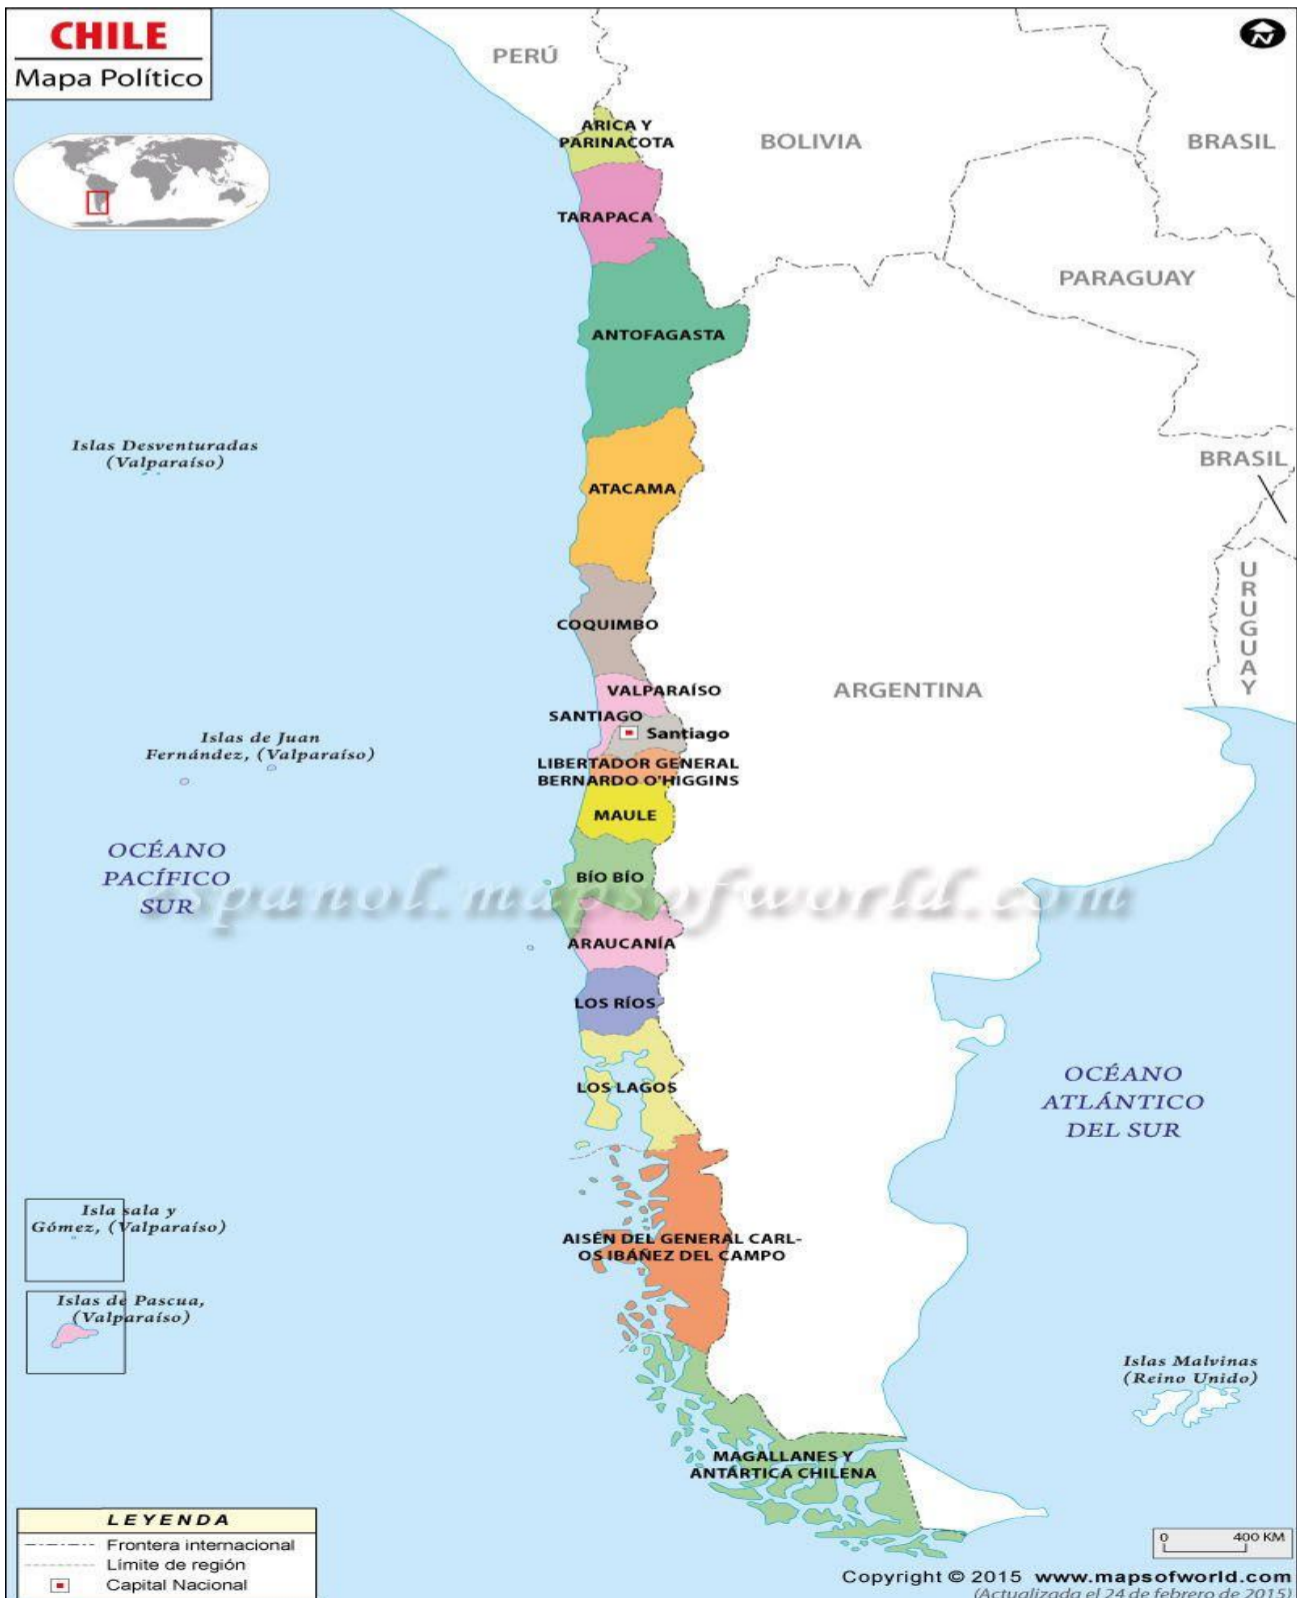 CHILE
Mapa Político
N
PERÚ
BOLIVIA
BRASIL
ARICA Y
PARINACOTA
TARAPACA
PARAGUAY
ANTOFAGASTA
Islas Desventuradas
(Valparaíso)
BRASIL
ATACAMA
URUGUAY
COQUIMBO
VALPARAÍSO
ARGENTINA
SANTIAGO
Santiago
Islas de Juan
Fernández, (Valparaíso)
LIBERTADOR GENERAL
BERNARDO O'HIGGINS
MAULE
OCÉANO
PACÍFICO
SUR
BÍO BÍO
espanol.mapsofworld.com
ARAUCANÍA
LOS RÍOS
LOS LAGOS
OCÉANO
ATLÁNTICO
DEL SUR
Isla sala y
Gómez, (Valparaíso)
AISÉN DEL GENERAL CARL-
OS IBÁÑEZ DEL CAMPO
Islas de Pascua,
(Valparaíso)
Islas Malvinas
(Reino Unido)
MAGALLANES Y
ANTÁRTICA CHILENA
LEYENDA
Frontera internacional
Límite de región
Capital Nacional
0 400 KM
Copyright © 2015 www.mapsofworld.com
(Actualizada el 24 de febrero de 2015)